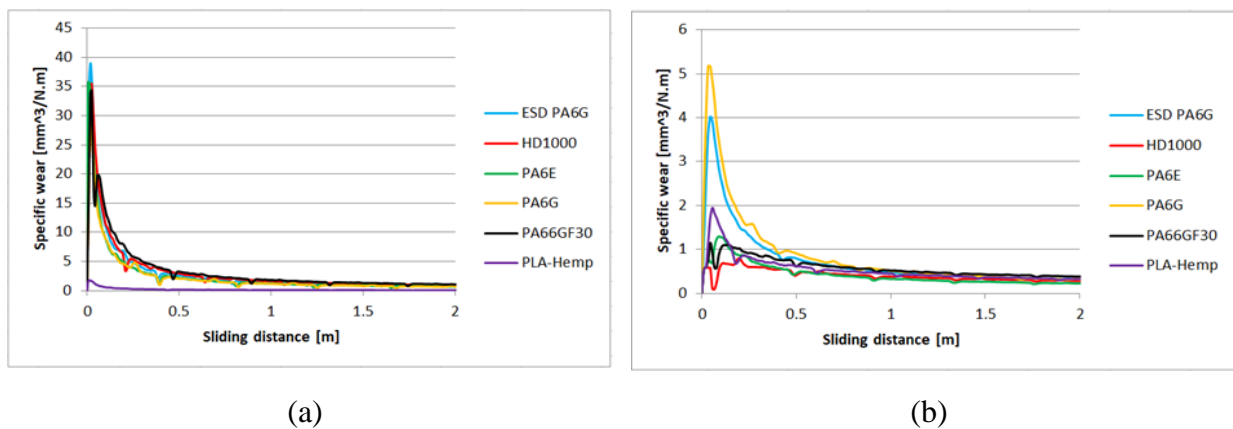 Specific wear [mm^3/N.m]
45
40
35
30
25
20
15
10
5
0
0
0.5
1
1.5
2
Sliding distance [m]
ESD PA6G
HD1000
PA6E
PA6G
PA66GF30
PLA-Hemp
(a)
Specific wear [mm^3/N.m]
6
5
4
3
2
1
0
0
0.5
1
1.5
2
Sliding distance [m]
ESD PA6G
HD1000
PA6E
PA6G
PA66GF30
PLA-Hemp
(b)